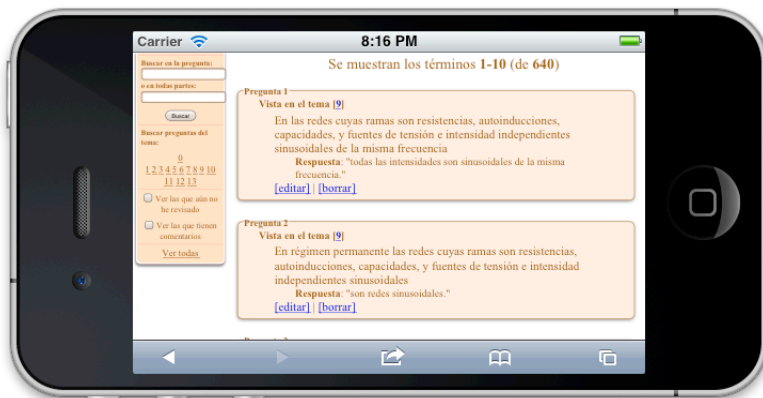 Carrier 8:16 PM
Buscar en la pregunta:
o en todas partes:
Buscar
Buscar preguntas del
tema:
0
1 2 3 4 5 6 7 8 9 10
11 12 13
Ver las que aún no
he revisado
Ver las que tienen
comentarios
Ver todas
Se muestran los términos 1-10 (de 640)
Pregunta 1
Vista en el tema [9]
En las redes cuyas ramas son resistencias, autoinducciones,
capacidades, y fuentes de tensión e intensidad independientes
sinusoidales de la misma frecuencia
Respuesta: "todas las intensidades son sinusoidales de la misma
frecuencia."
[editar] | [borrar]
Pregunta 2
Vista en el tema [9]
En régimen permanente las redes cuyas ramas son resistencias,
autoinducciones, capacidades, y fuentes de tensión e intensidad
independientes sinusoidales
Respuesta: "son redes sinusoidales."
[editar] | [borrar]